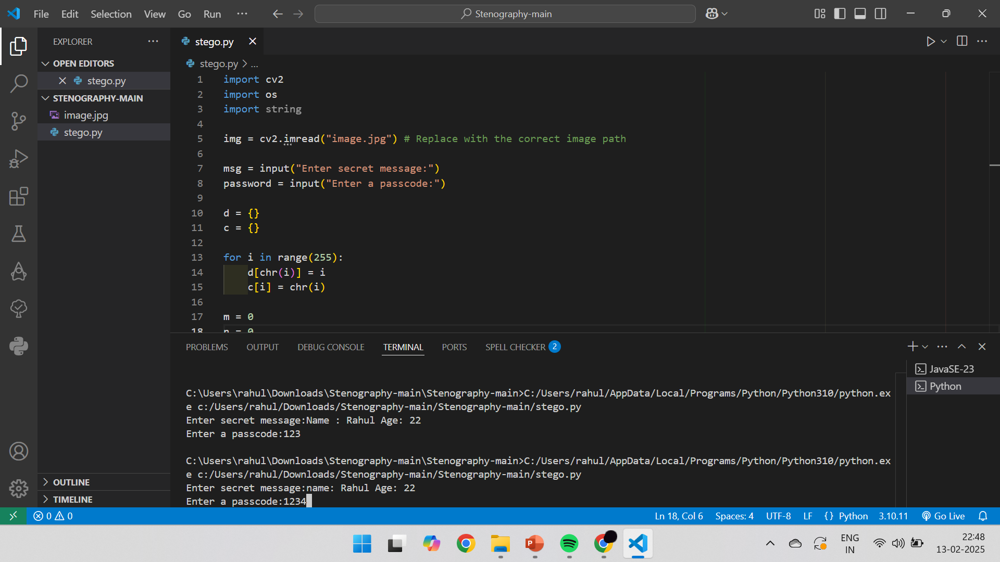 File Edit Selection View Go Run ... Stenography-main
EXPLORER ...
OPEN EDITORS
stego.py
STENOGRAPHY-MAIN
image.jpg
stego.py
OUTLINE
TIMELINE
stego.py
stego.py > ...
1 import cv2
2 import os
3 import string
4
5 img = cv2.imread("image.jpg") # Replace with the correct image path
6
7 msg = input("Enter secret message:")
8 password = input("Enter a passcode:")
9
10 d = {}
11 c = {}
12
13 for i in range(255):
14 d[chr(i)] = i
15 c[i] = chr(i)
16
17 m = 0
18 n = 0
PROBLEMS OUTPUT DEBUG CONSOLE TERMINAL PORTS SPELL CHECKER 2
JavaSE-23
Python
C:\Users\rahul\Downloads\Stenography-main\Stenography-main>C:/Users/rahul/AppData/Local/Programs/Python/Python310/python.ex
e c:/Users/rahul/Downloads/Stenography-main/Stenography-main/stego.py
Enter secret message:Name : Rahul Age: 22
Enter a passcode:123
C:\Users\rahul\Downloads\Stenography-main\Stenography-main>C:/Users/rahul/AppData/Local/Programs/Python/Python310/python.ex
e c:/Users/rahul/Downloads/Stenography-main/Stenography-main/stego.py
Enter secret message:name: Rahul Age: 22
Enter a passcode:1234
0 0 Ln 18, Col 6 Spaces: 4 UTF-8 LF {} Python 3.10.11 Go Live
P
ENG
IN
22:48
13-02-2025